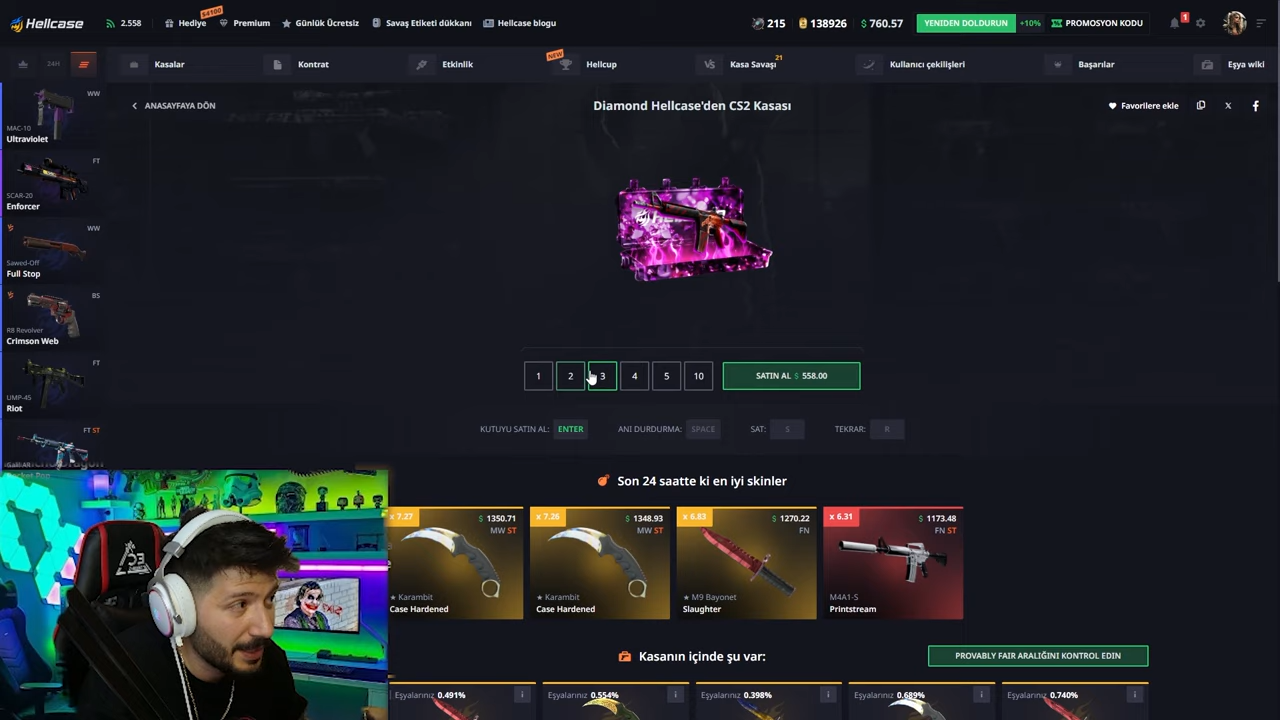 Hellcase
2.558
Hediye
$4100
Premium
Günlük Ücretsiz
Savaş Etiketi dükkanı
Hellcase blogu
215
138926
$ 760.57
YENİDEN DOLDURUN
+10%
PROMOSYON KODU
1
24H
Kasalar
Kontrat
Etkinlik
NEW
Hellcup
VS
Kasa Savaşı
21
Kullanıcı çekilişleri
Başarılar
Eşya wiki
ANASAYFAYA DÖN
Diamond Hellcase'den CS2 Kasası
Favorilere ekle
WW
MAC-10
Ultraviolet
FT
SCAR-20
Enforcer
WW
Sawed-Off
Full Stop
BS
R8 Revolver
Crimson Web
FT
UMP-45
Riot
FT ST
1
2
3
4
5
10
SATIN AL $ 558.00
KUTUYU SATIN AL:
ENTER
ANI DURDURMA:
SPACE
SAT:
S
TEKRAR:
R
Son 24 saatte ki en iyi skinler
x 7.27
$ 1350.71
MW ST
★ Karambit
Case Hardened
x 7.26
$ 1348.93
MW ST
★ Karambit
Case Hardened
x 6.83
$ 1270.22
FN
★ M9 Bayonet
Slaughter
x 6.31
$ 1173.48
FN ST
M4A1-S
Printstream
Kasanın içinde şu var:
PROVABLY FAIR ARALIĞINI KONTROL EDIN
Eşyalarınız 0.491%
Eşyalarınız 0.554%
Eşyalarınız 0.398%
Eşyalarınız 0.689%
Eşyalarınız 0.740%